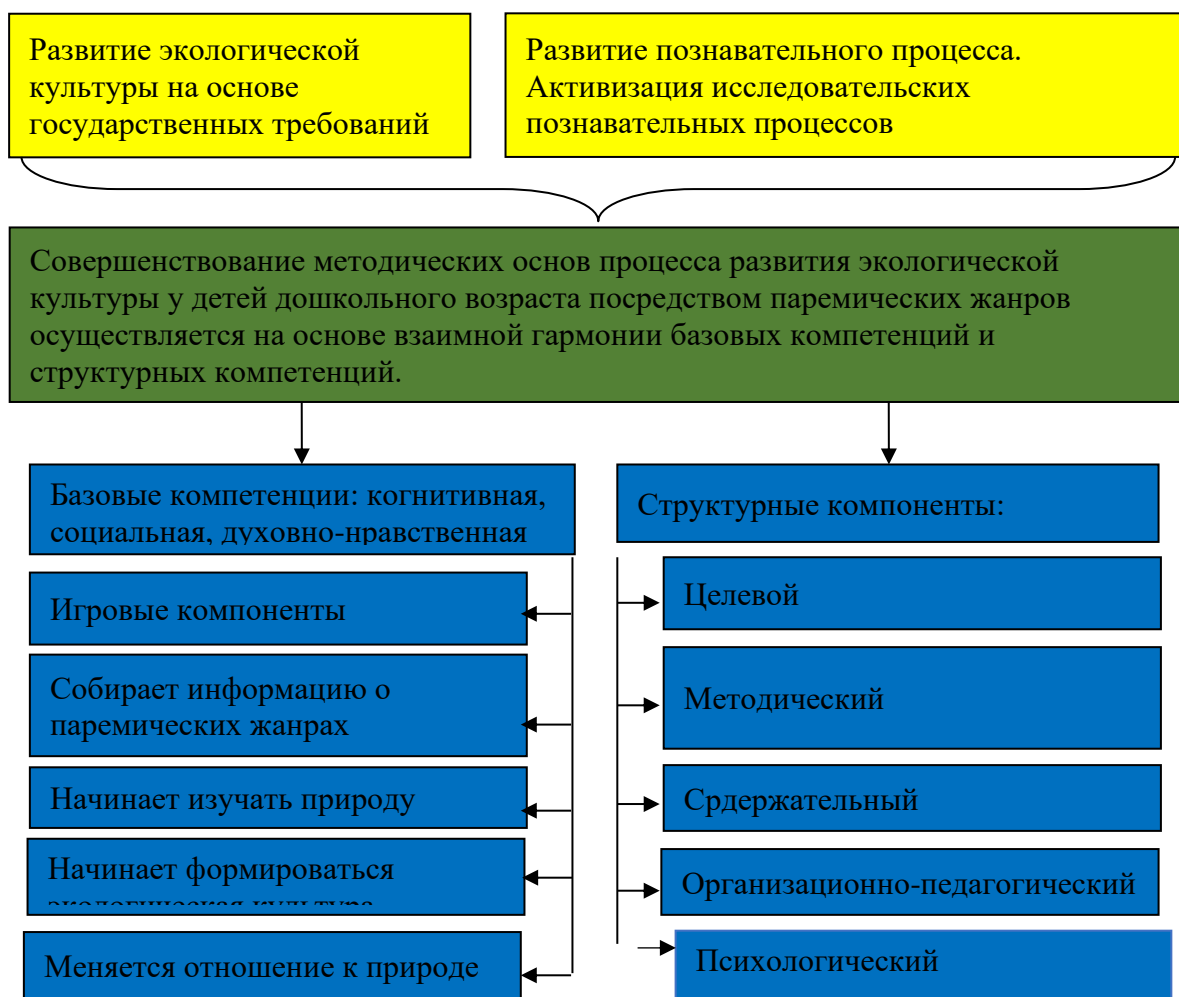 Развитие экологической
культуры на основе
государственных требований
Развитие познавательного процесса.
Активизация исследовательских
познавательных процессов
Совершенствование методических основ процесса развития экологической
культуры у детей дошкольного возраста посредством паремических жанров
осуществляется на основе взаимной гармонии базовых компетенций и
структурных компетенций.
Базовые компетенции: когнитивная,
социальная, духовно-нравственная
Игровые компоненты
Собирает информацию о
паремических жанрах
Начинает изучать природу
Начинает формироваться
экологическая культура
Меняется отношение к природе
Структурные компоненты:
Целевой
Методический
Срдержательный
Организационно-педагогический
Психологический